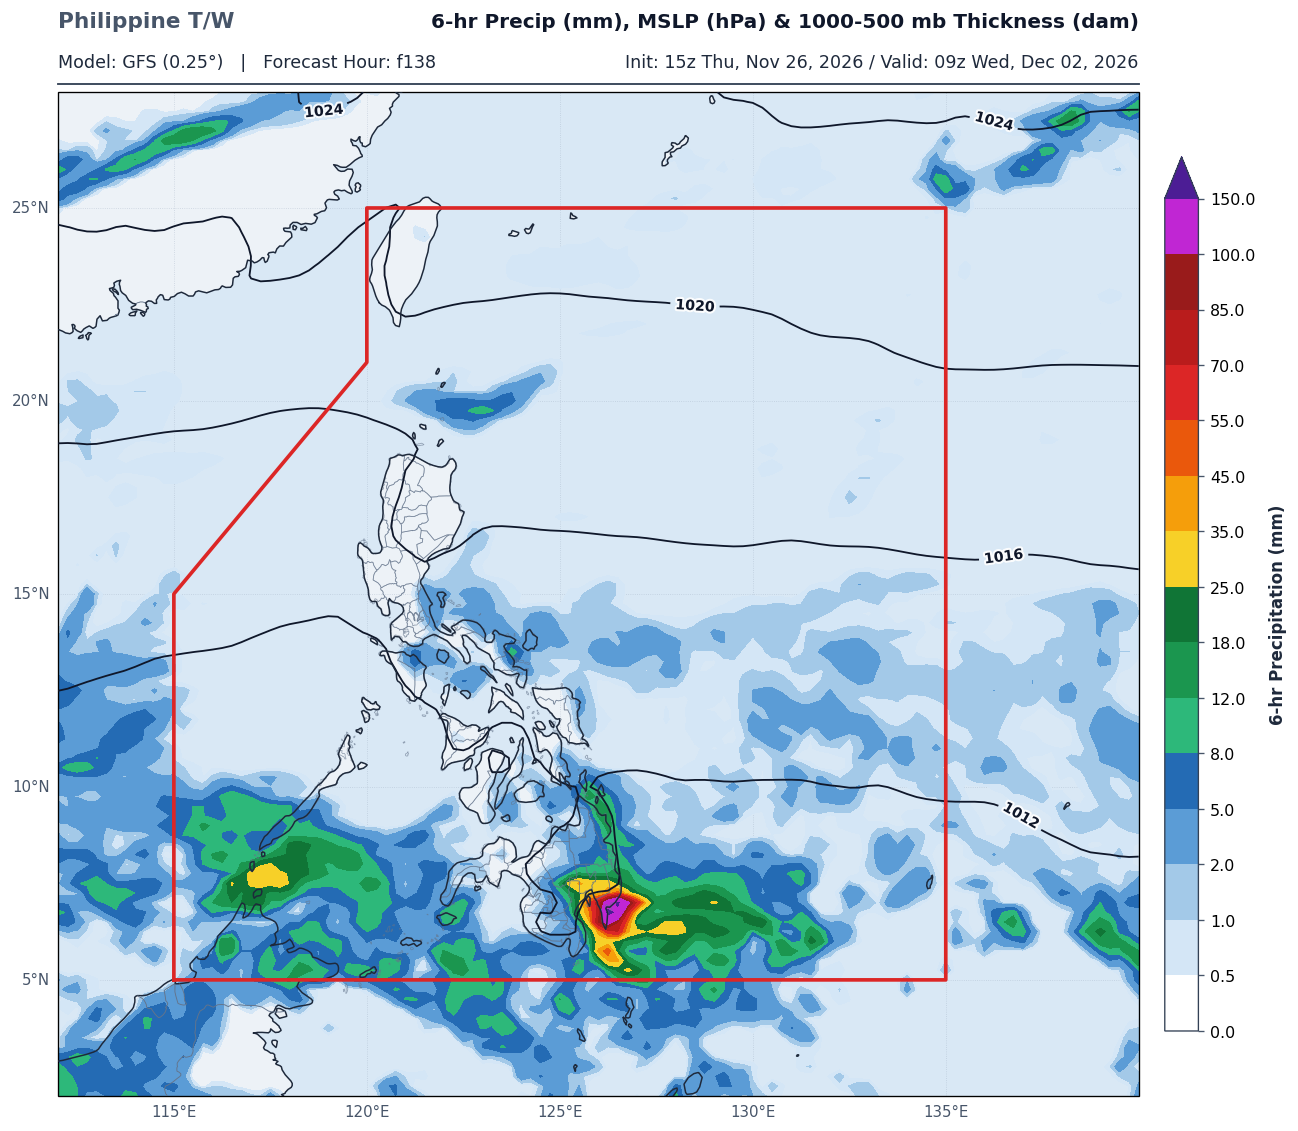 Philippine T/W
6-hr Precip (mm), MSLP (hPa) & 1000-500 mb Thickness (dam)
Model: GFS (0.25°) | Forecast Hour: f138
Init: 15z Thu, Nov 26, 2026 / Valid: 09z Wed, Dec 02, 2026
1024
1024
1020
1016
1012
25°N
20°N
15°N
10°N
5°N
115°E
120°E
125°E
130°E
135°E
150.0
100.0
85.0
70.0
55.0
45.0
35.0
25.0
18.0
12.0
8.0
5.0
2.0
1.0
0.5
0.0
6-hr Precipitation (mm)